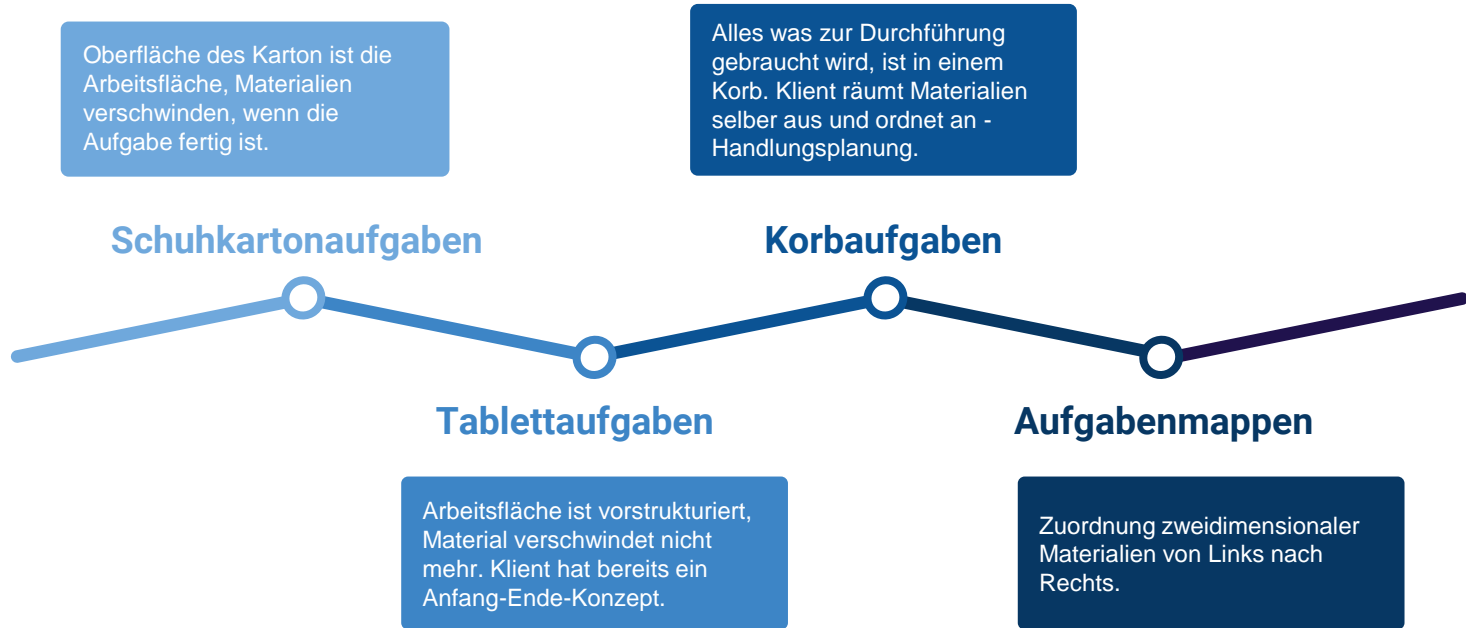 Oberfläche des Karton ist die
Arbeitsfläche, Materialien
verschwinden, wenn die
Aufgabe fertig ist.
Alles was zur Durchführung
gebraucht wird, ist in einem
Korb. Klient räumt Materialien
selber aus und ordnet an -
Handlungsplanung.
Schuhkartonaufgaben
Korbaufgaben
Tablettaufgaben
Aufgabenmappen
Arbeitsfläche ist vorstrukturiert,
Material verschwindet nicht
mehr. Klient hat bereits ein
Anfang-Ende-Konzept.
Zuordnung zweidimensionaler
Materialien von Links nach
Rechts.